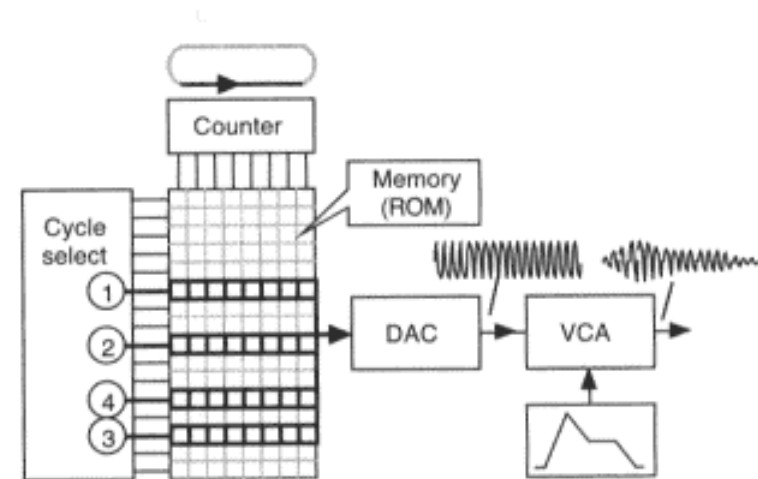 Counter
Memory
(ROM)
Cycle
select
1
2
4
3
DAC
VCA